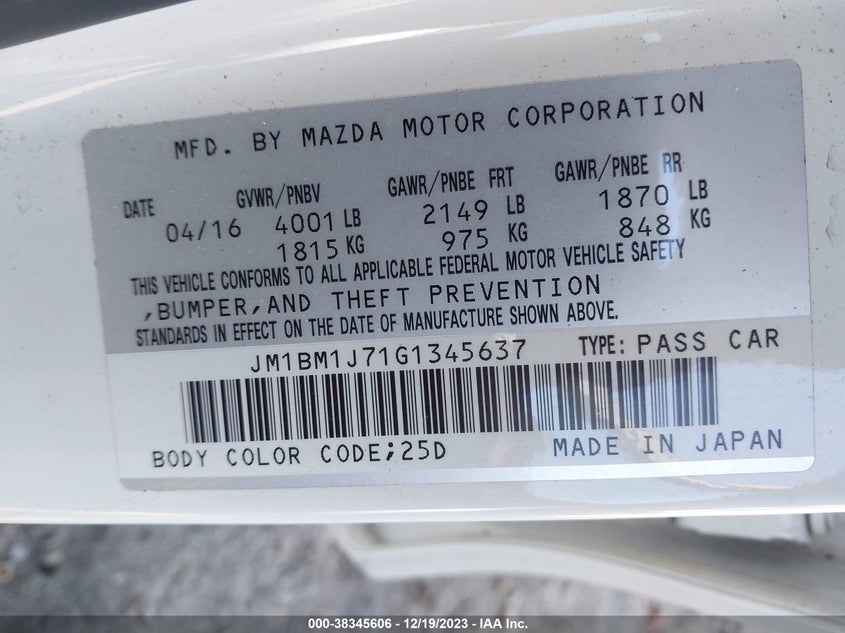 MFD. BY MAZDA MOTOR CORPORATION
DATE GVWR/PNBV GAWR/PNBE FRT GAWR/PNBE RR
04/16 4001 LB 2149 LB 1870 LB
1815 KG 975 KG 848 KG
THIS VEHICLE CONFORMS TO ALL APPLICABLE FEDERAL MOTOR VEHICLE SAFETY
,BUMPER,AND THEFT PREVENTION
STANDARDS IN EFFECT ON THE DATE OF MANUFACTURE SHOWN ABOVE.
JM1BM1J71G1345637 TYPE: PASS CAR
BODY COLOR CODE;25D MADE IN JAPAN
000-38345606 - 12/19/2023 - IAA Inc.